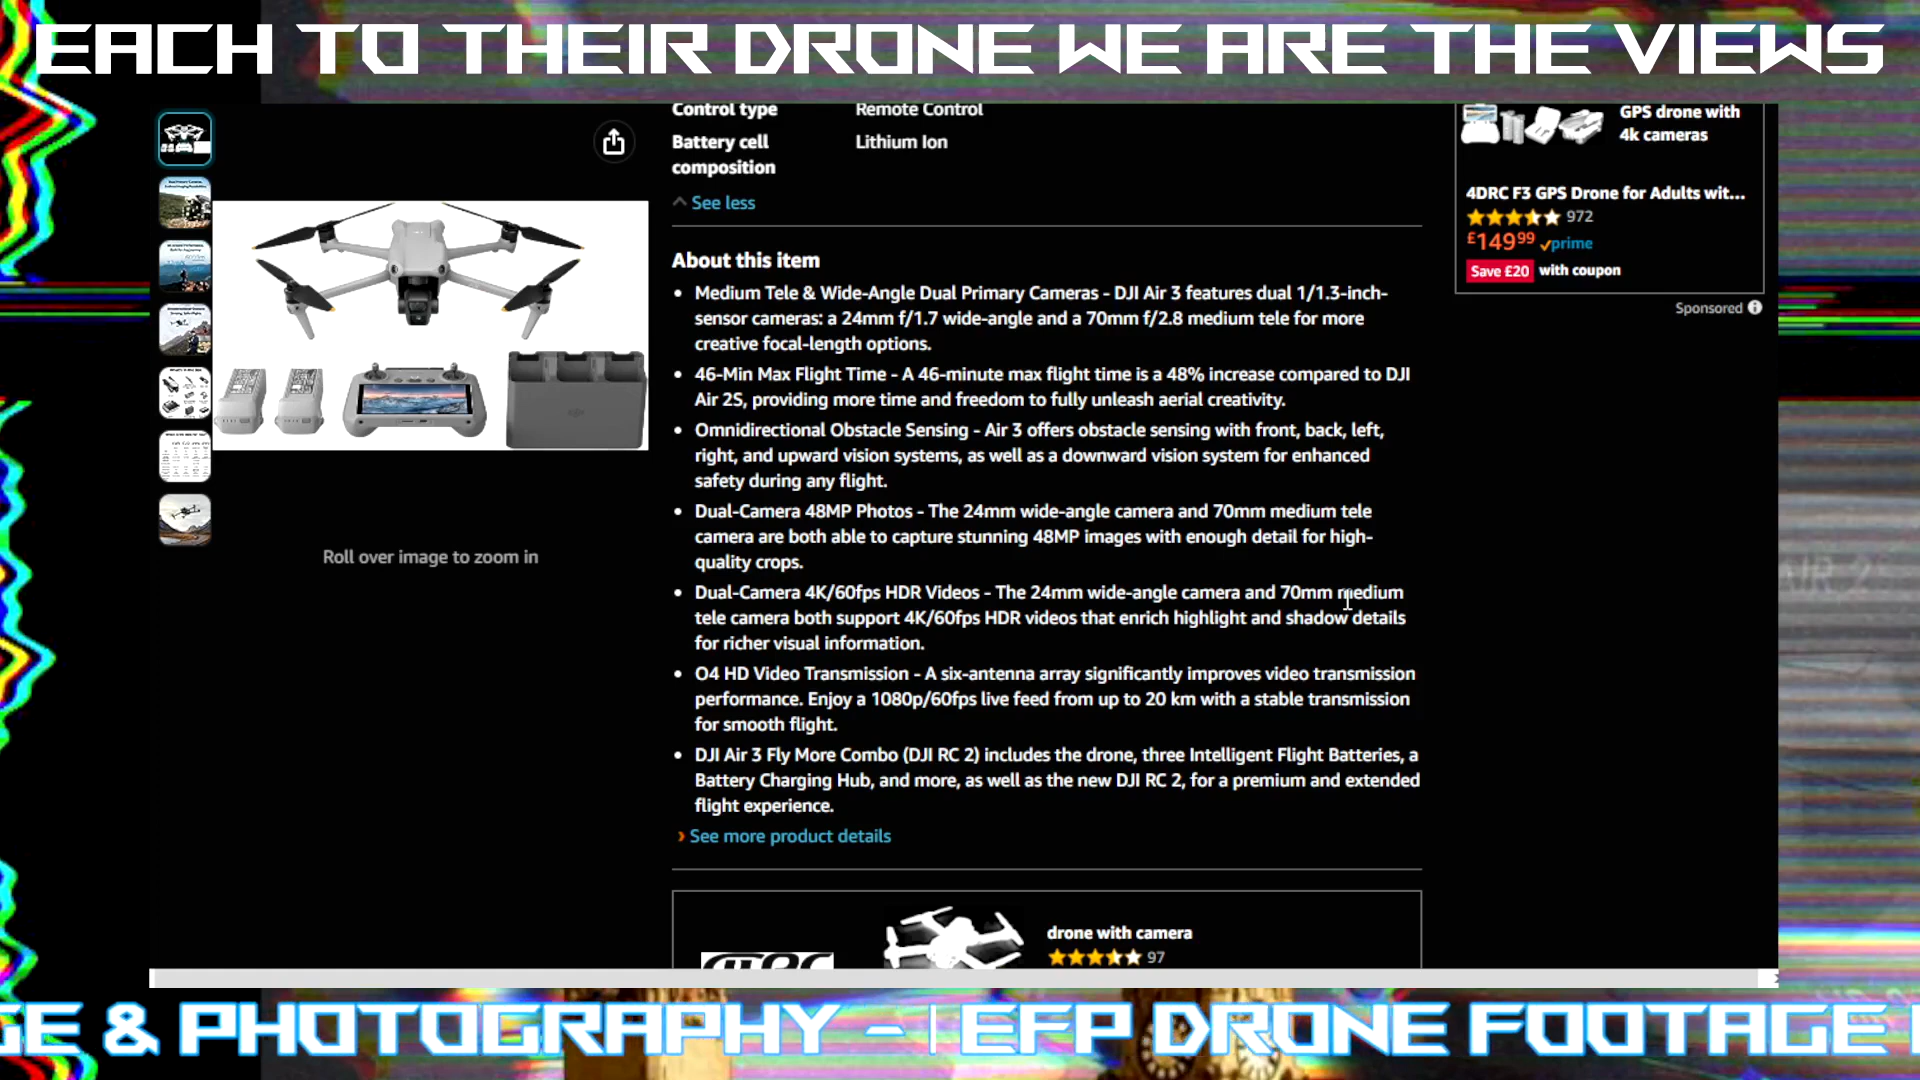 EACH TO THEIR DRONE WE ARE THE VIEWS
Control type Remote Control
Battery cell composition Lithium Ion
See less
About this item
Medium Tele & Wide-Angle Dual Primary Cameras - DJI Air 3 features dual 1/1.3-inch-
sensor cameras: a 24mm f/1.7 wide-angle and a 70mm f/2.8 medium tele for more
creative focal-length options.
46-Min Max Flight Time - A 46-minute max flight time is a 48% increase compared to DJI
Air 2S, providing more time and freedom to fully unleash aerial creativity.
Omnidirectional Obstacle Sensing - Air 3 offers obstacle sensing with front, back, left,
right, and upward vision systems, as well as a downward vision system for enhanced
safety during any flight.
Dual-Camera 48MP Photos - The 24mm wide-angle camera and 70mm medium tele
camera are both able to capture stunning 48MP images with enough detail for high-
quality crops.
Dual-Camera 4K/60fps HDR Videos - The 24mm wide-angle camera and 70mm medium
tele camera both support 4K/60fps HDR videos that enrich highlight and shadow details
for richer visual information.
O4 HD Video Transmission - A six-antenna array significantly improves video transmission
performance. Enjoy a 1080p/60fps live feed from up to 20 km with a stable transmission
for smooth flight.
DJI Air 3 Fly More Combo (DJI RC 2) includes the drone, three Intelligent Flight Batteries, a
Battery Charging Hub, and more, as well as the new DJI RC 2, for a premium and extended
flight experience.
See more product details
Roll over image to zoom in
GPS drone with
4k cameras
4DRC F3 GPS Drone for Adults wit...
972
£149.99 prime
Save £20 with coupon
Sponsored
drone with camera
97
GE & PHOTOGRAPHY - | EFP DRONE FOOTAGE